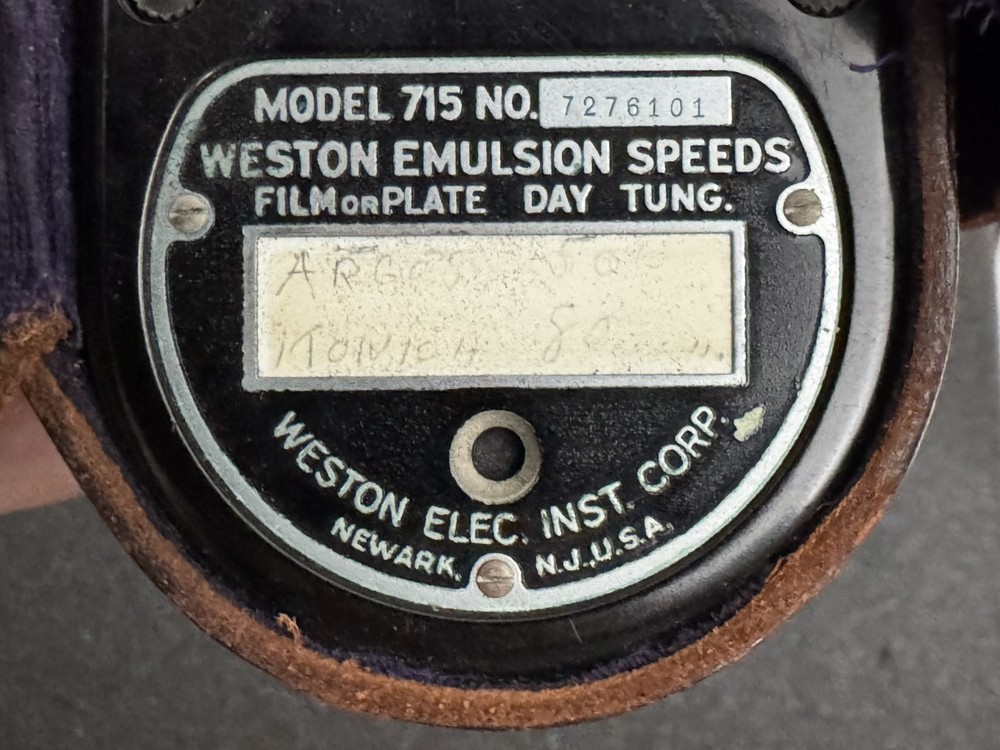 MODEL 715 NO. 7276101
WESTON EMULSION SPEEDS
FILM OR PLATE DAY TUNG.
WESTON ELEC. INST. CORP.
NEWARK, N.J., U.S.A.